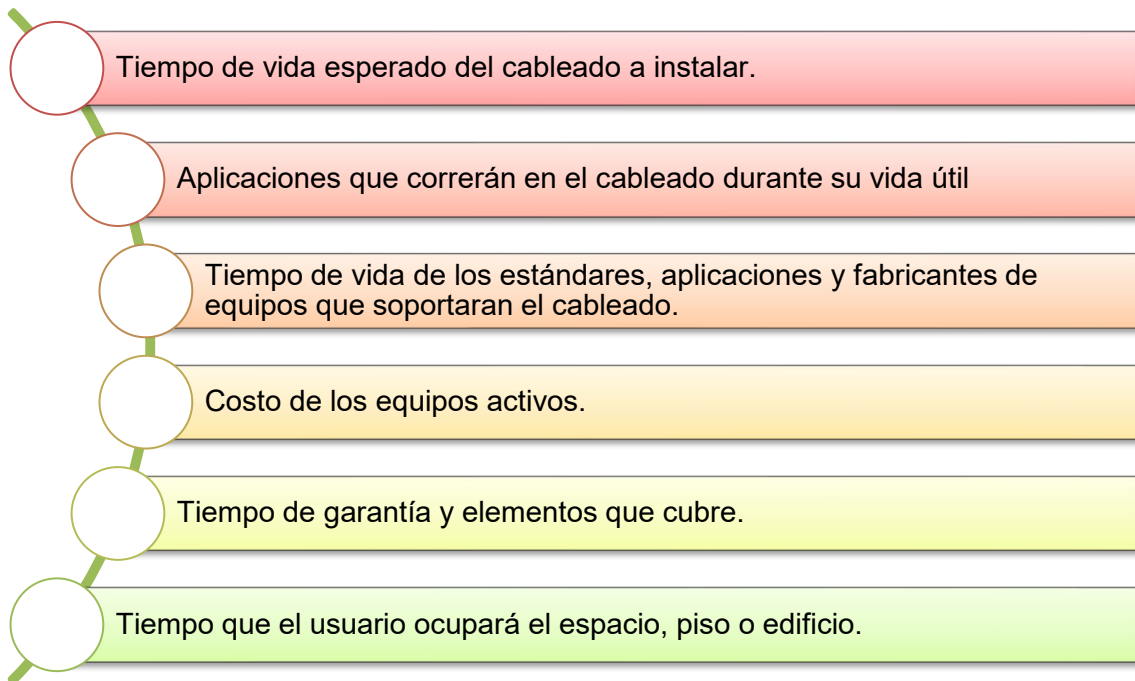 Tiempo de vida esperado del cableado a instalar.
Aplicaciones que correrán en el cableado durante su vida útil
Tiempo de vida de los estándares, aplicaciones y fabricantes de
equipos que soportaran el cableado.
Costo de los equipos activos.
Tiempo de garantía y elementos que cubre.
Tiempo que el usuario ocupará el espacio, piso o edificio.